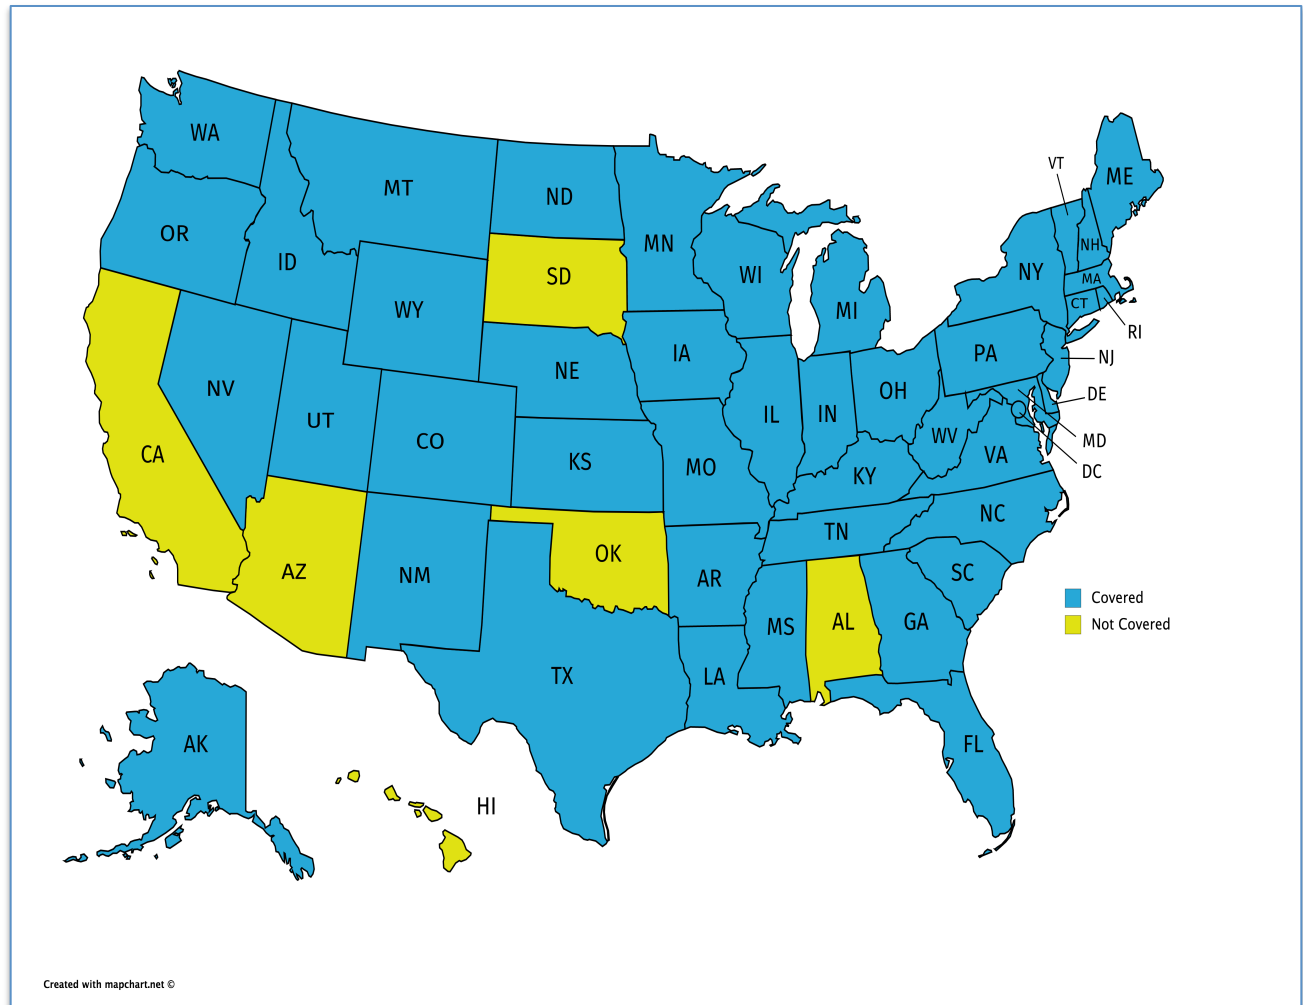 WA
MT
ND
MN
OR
ID
SD
WI
MI
VT
ME
NH
NY
MA
CT
RI
WY
IA
NE
PA
NJ
NV
UT
CO
IL
IN
OH
DE
MD
DC
WV
VA
CA
KS
MO
KY
NC
TN
AZ
NM
OK
AR
SC
MS
AL
GA
Covered
Not Covered
TX
LA
FL
AK
HI
Created with mapchart.net ©